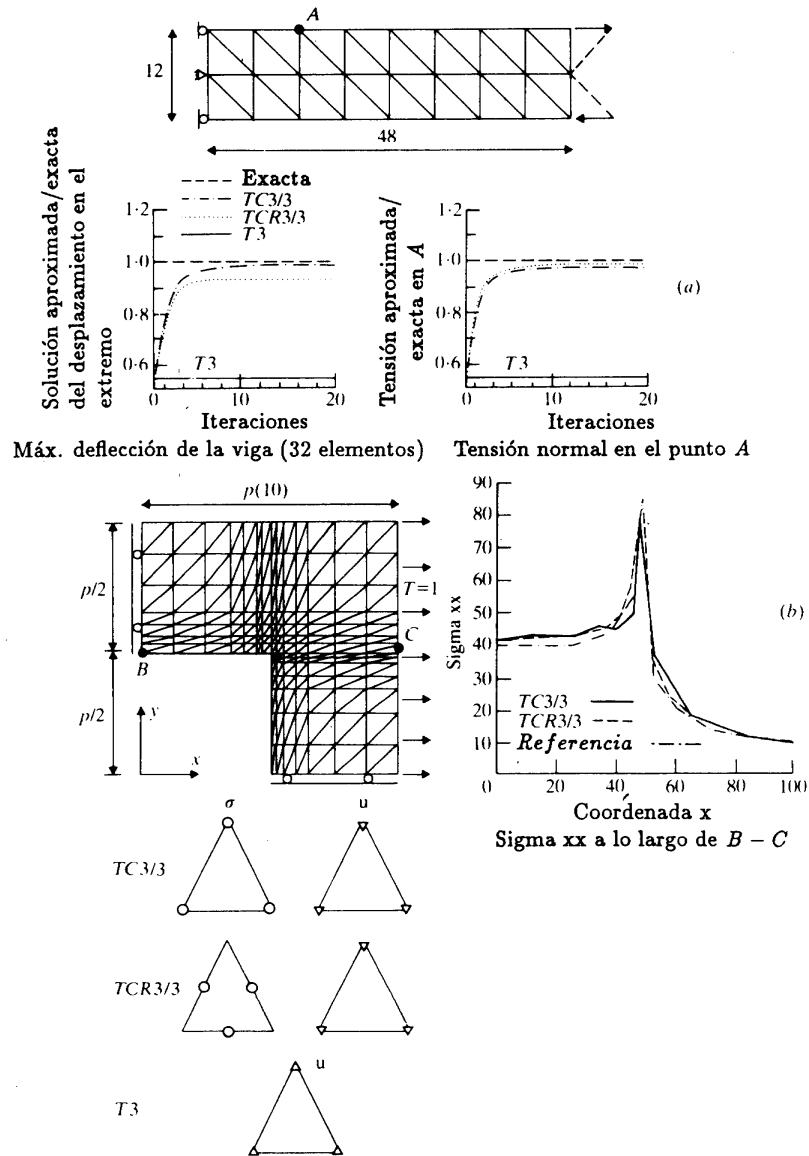 A
12
48
Solución aproximada/exacta
del desplazamiento en el
extremo
Exacta
TC3/3
TCR3/3
T3
1·2
1·0
0·8
0·6
T3
0
10
20
Iteraciones
Máx. deflección de la viga (32 elementos)
Tensión aproximada/
exacta en A
1·2
1·0
0·8
0·6
T3
0
10
20
Iteraciones
Tensión normal en el punto A
(a)
p(10)
p/2
p/2
T=1
C
B
y
x
Sigma xx
90
80
70
60
50
40
30
20
10
TC3/3
TCR3/3
Referencia
0
20
40
60
80
100
Coordenada x
Sigma xx a lo largo de B – C
(b)
σ
u
TC3/3
TCR3/3
u
T3